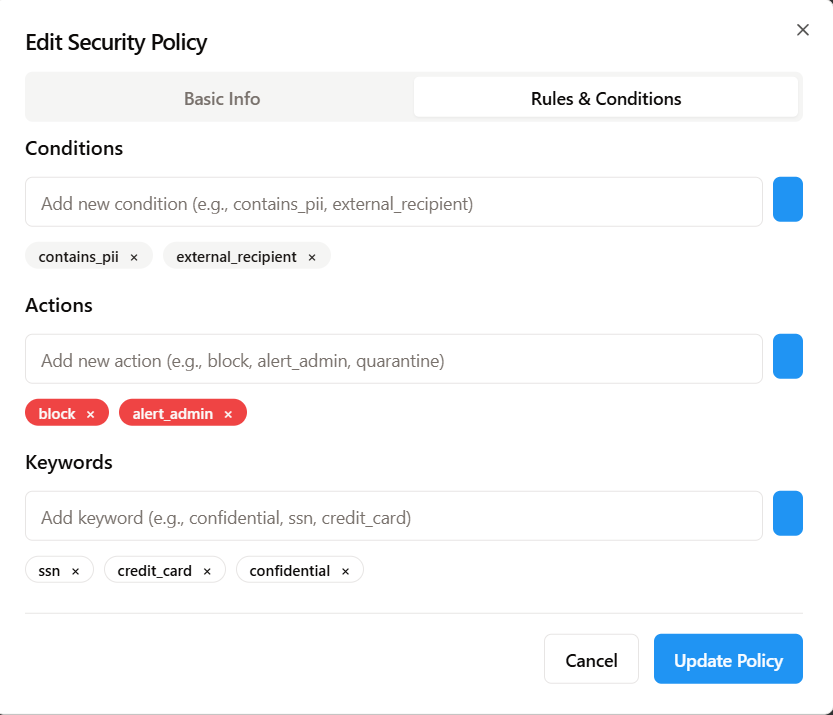 Edit Security Policy
Basic Info Rules & Conditions
Conditions
Add new condition (e.g., contains_pii, external_recipient)
contains_pii × external_recipient ×
Actions
Add new action (e.g., block, alert_admin, quarantine)
block × alert_admin ×
Keywords
Add keyword (e.g., confidential, ssn, credit_card)
ssn × credit_card × confidential ×
Cancel Update Policy